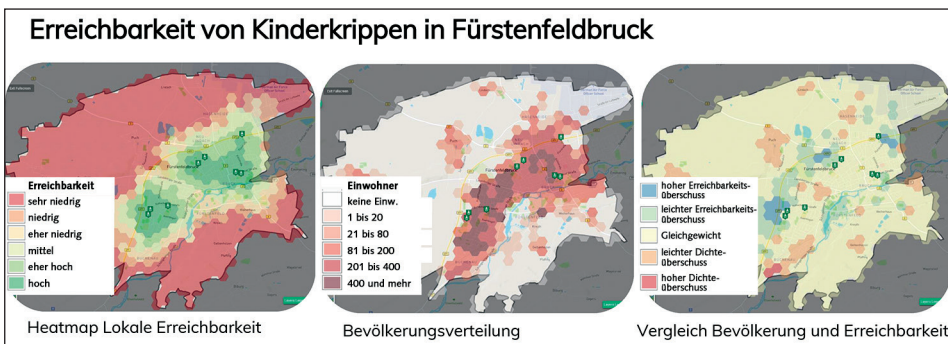 Erreichbarkeit von Kinderkrippen in Fürstenfeldbruck
Erreichbarkeit
sehr niedrig
niedrig
eher niedrig
mittel
eher hoch
hoch
Heatmap Lokale Erreichbarkeit
Fürstenfeldbruck
Einwohner
keine Einw.
1 bis 20
21 bis 80
81 bis 200
201 bis 400
400 und mehr
Bevölkerungsverteilung
Fürstenfeldbruck
hoher Erreichbarkeits-
überschuss
leichter Erreichbarkeits-
überschuss
Gleichgewicht
leichter Dichte-
überschuss
hoher Dichte-
überschuss
Vergleich Bevölkerung und Erreichbarkeit